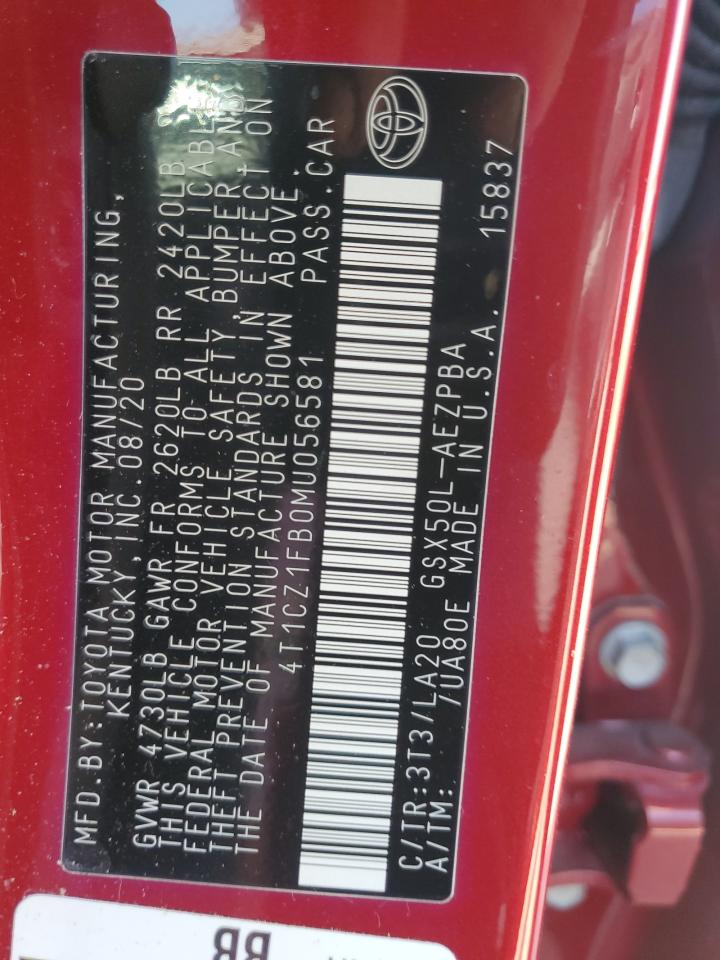 MFD.BY:TOYOTA MOTOR MANUFACTURING,
KENTUCKY,INC.08/20
GVWR 4730LB GAWR FR 2620LB RR 2420LB
THIS VEHICLE CONFORMS TO ALL APPLICABLE
FEDERAL MOTOR VEHICLE SAFETY,BUMPER,AND
THEFT PREVENTION STANDARDS IN EFFECT ON
THE DATE OF MANUFACTURE SHOWN ABOVE.
4T1CZ1FB0MU056581 PASS.CAR
C/TR:3T3/LA20 GSX50L-AEZPBA 15837
A/TM: /UA80E MADE IN U.S.A.
BB